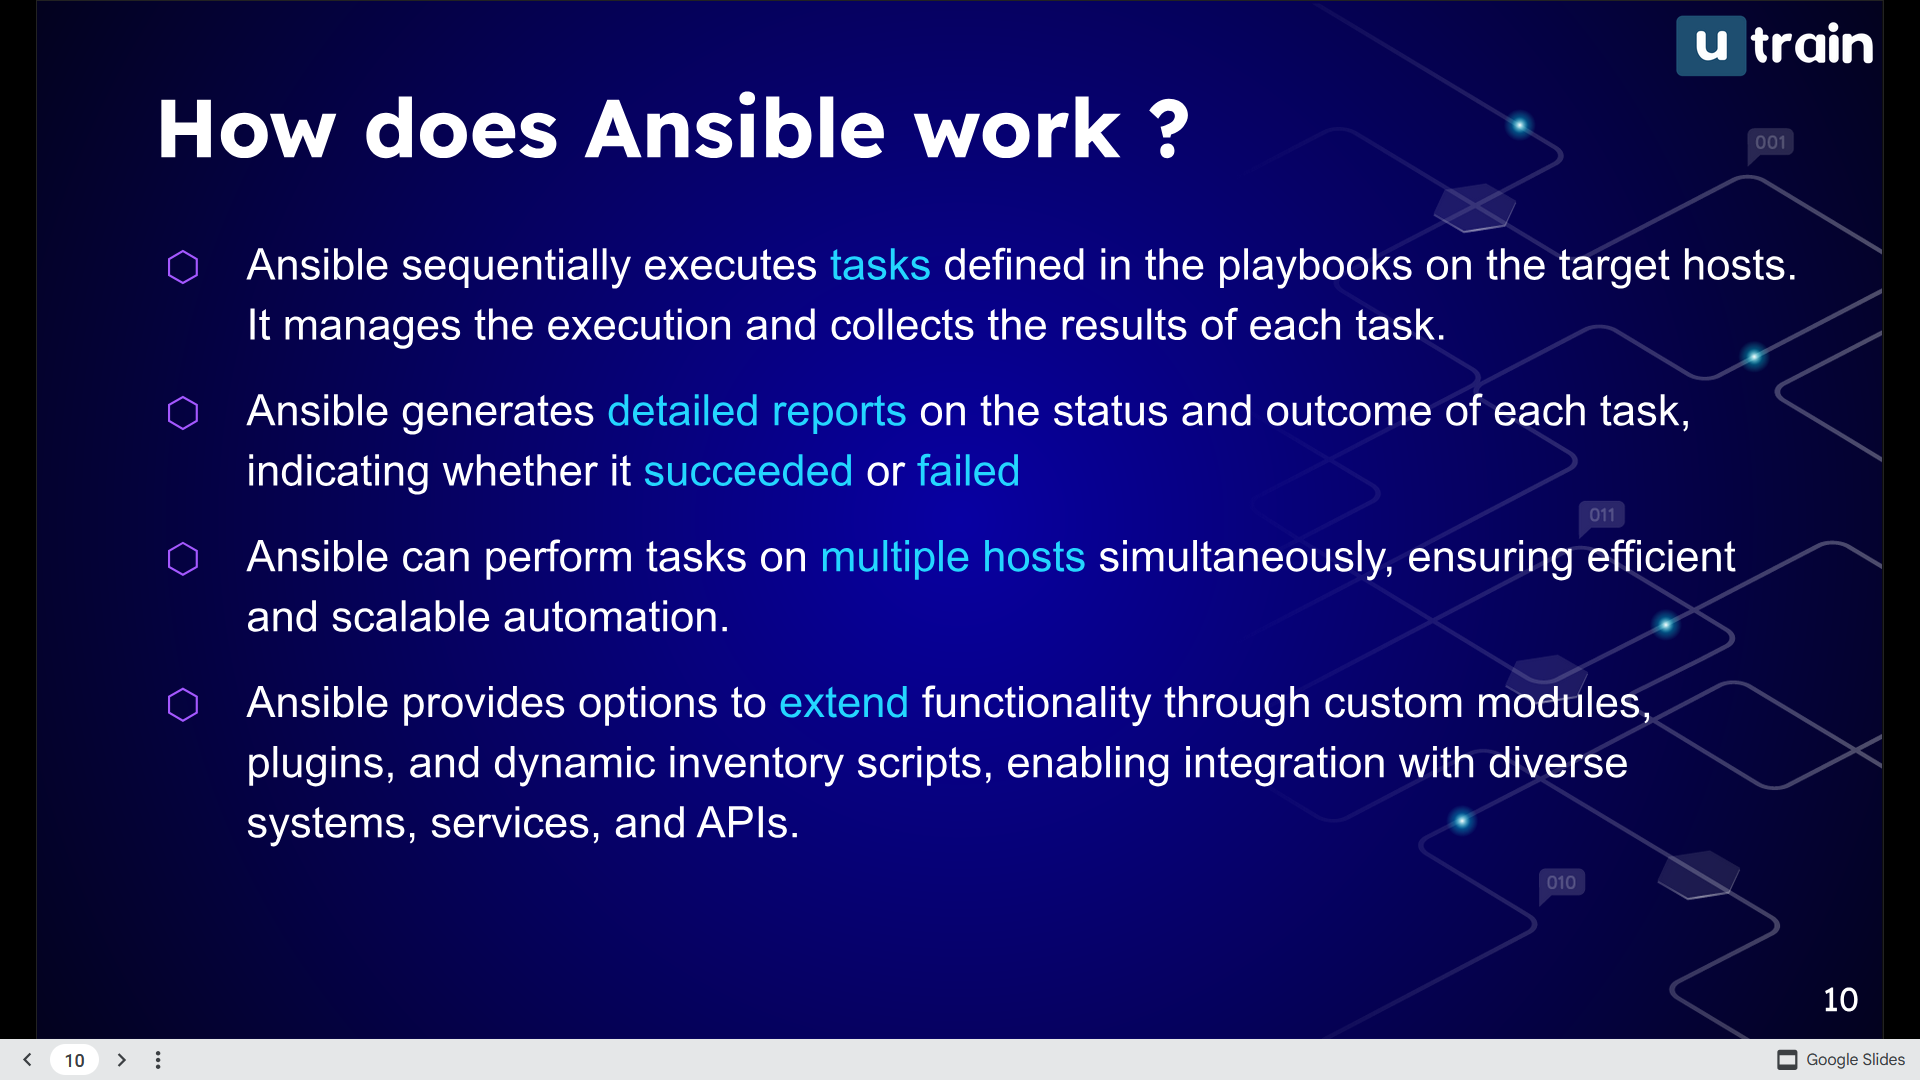 u train
How does Ansible work ?
001
Ansible sequentially executes tasks defined in the playbooks on the target hosts.
It manages the execution and collects the results of each task.
Ansible generates detailed reports on the status and outcome of each task,
indicating whether it succeeded or failed
011
Ansible can perform tasks on multiple hosts simultaneously, ensuring efficient
and scalable automation.
Ansible provides options to extend functionality through custom modules,
plugins, and dynamic inventory scripts, enabling integration with diverse
systems, services, and APIs.
010
10
10
Google Slides